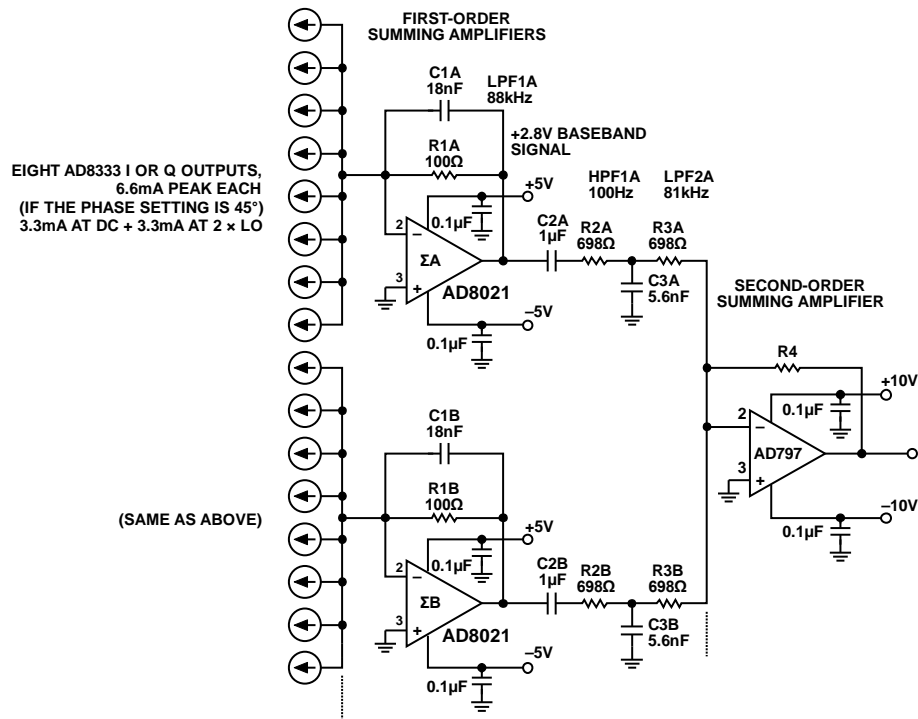 FIRST-ORDER
SUMMING AMPLIFIERS
C1A
18nF
LPF1A
88kHz
R1A
100Ω
+2.8V BASEBAND
SIGNAL
EIGHT AD8333 I OR Q OUTPUTS,
6.6mA PEAK EACH
(IF THE PHASE SETTING IS 45°)
3.3mA AT DC + 3.3mA AT 2 × LO
+5V
0.1µF
HPF1A
100Hz
LPF2A
81kHz
C2A
1µF
R2A
698Ω
R3A
698Ω
2
–
ΣA
3
+
AD8021
C3A
5.6nF
–5V
0.1µF
SECOND-ORDER
SUMMING AMPLIFIER
R4
+10V
0.1µF
2
–
AD797
3
+
–10V
0.1µF
C1B
18nF
R1B
100Ω
(SAME AS ABOVE)
+5V
0.1µF
C2B
1µF
R2B
698Ω
R3B
698Ω
2
–
ΣB
3
+
AD8021
C3B
5.6nF
–5V
0.1µF